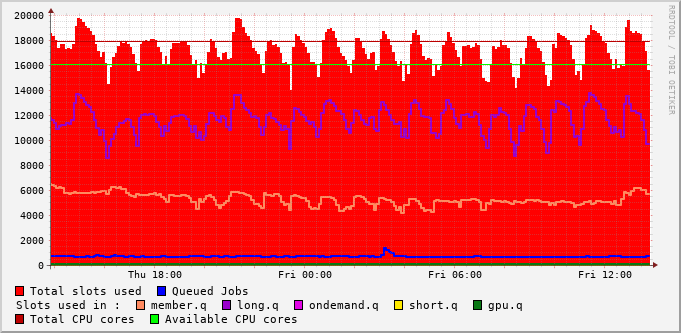 20000
18000
16000
14000
12000
10000
8000
6000
4000
2000
0
Thu 18:00 Fri 00:00 Fri 06:00 Fri 12:00
RRDTOOL / TOBI OETIKER
Total slots used Queued Jobs
Slots used in : member.q long.q ondemand.q short.q gpu.q
Total CPU cores Available CPU cores